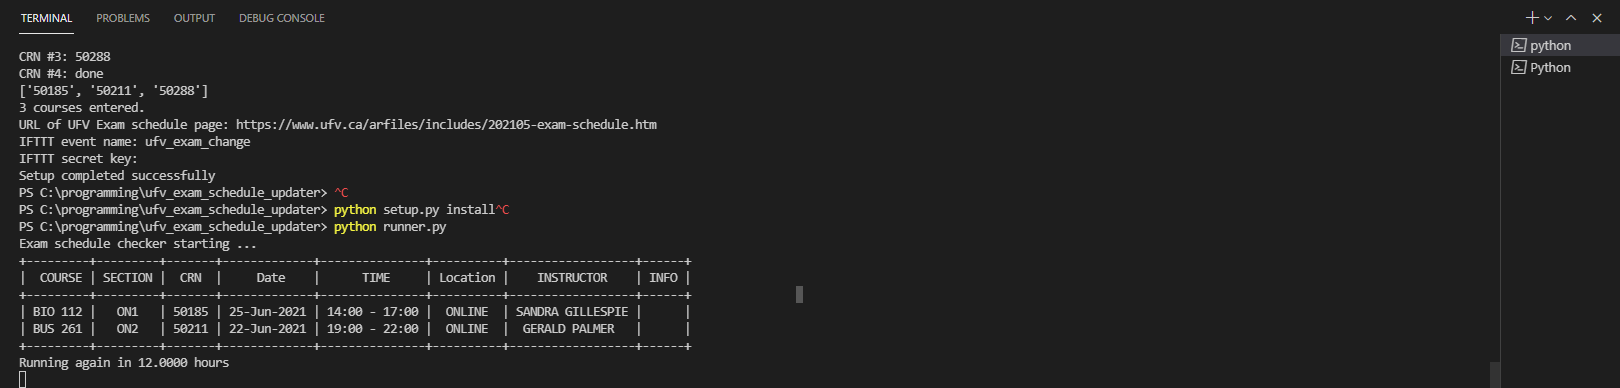 TERMINAL PROBLEMS OUTPUT DEBUG CONSOLE
python
Python
CRN #3: 50288
CRN #4: done
['50185', '50211', '50288']
3 courses entered.
URL of UFV Exam schedule page: https://www.ufv.ca/arfiles/includes/202105-exam-schedule.htm
IFTTT event name: ufv_exam_change
IFTTT secret key:
Setup completed successfully
PS C:\programming\ufv_exam_schedule_updater> ^C
PS C:\programming\ufv_exam_schedule_updater> python setup.py install^C
PS C:\programming\ufv_exam_schedule_updater> python runner.py
Exam schedule checker starting ...
+---------+---------+-------+-------------+---------------+----------+------------------+------+
|  COURSE | SECTION |  CRN  |     Date    |      TIME     | Location |    INSTRUCTOR    | INFO |
+---------+---------+-------+-------------+---------------+----------+------------------+------+
| BIO 112 |   ON1   | 50185 | 25-Jun-2021 | 14:00 - 17:00 |  ONLINE  | SANDRA GILLESPIE |      |
| BUS 261 |   ON2   | 50211 | 22-Jun-2021 | 19:00 - 22:00 |  ONLINE  |  GERALD PALMER   |      |
+---------+---------+-------+-------------+---------------+----------+------------------+------+
Running again in 12.0000 hours